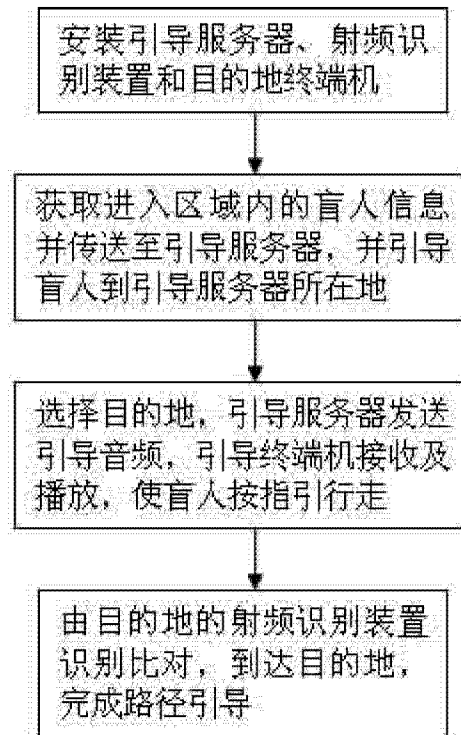 安装引导服务器、射频识
别装置和目的地终端机
获取进入区域内的盲人信息
并传送至引导服务器，并引导
盲人到引导服务器所在地
选择目的地，引导服务器发送
引导音频，引导终端机接收及
播放，使盲人按指引行走
由目的地的射频识别装置
识别比对，到达目的地，
完成路径引导